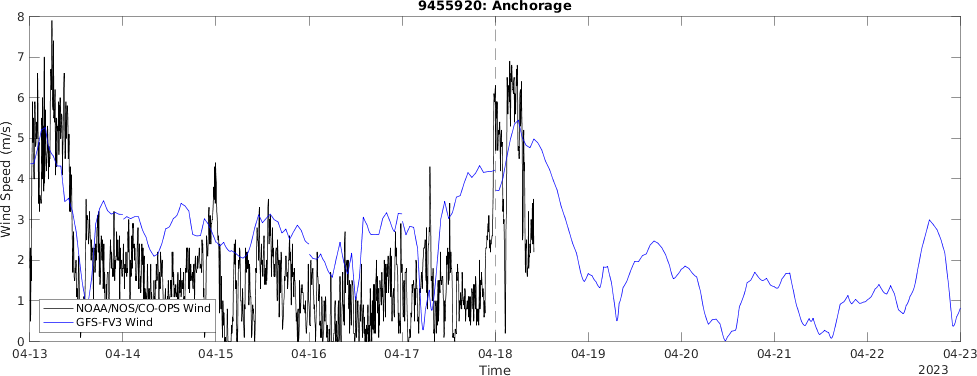 9455920: Anchorage
8
7
6
5
4
3
2
1
0
Wind Speed (m/s)
NOAA/NOS/CO-OPS Wind
GFS-FV3 Wind
04-13 04-14 04-15 04-16 04-17 04-18 04-19 04-20 04-21 04-22 04-23
Time
2023